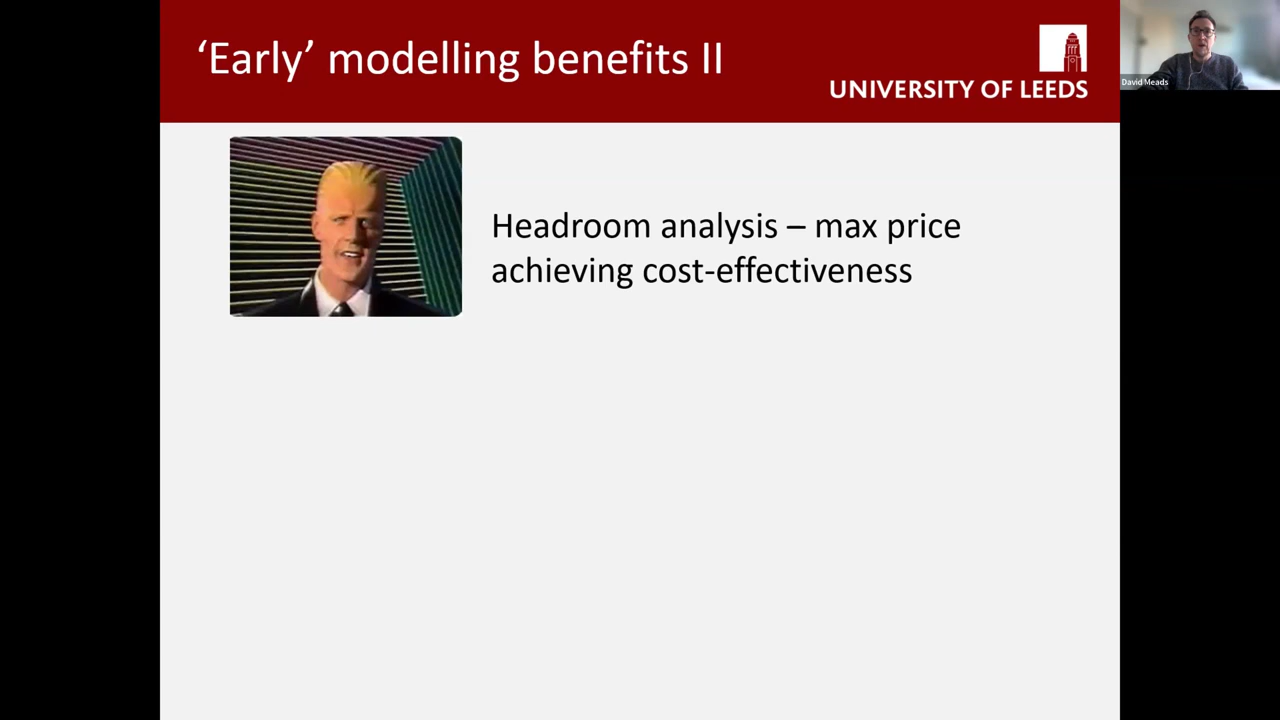 ‘Early’ modelling benefits II
UNIVERSITY OF LEEDS
David Meads
Headroom analysis – max price
achieving cost-effectiveness